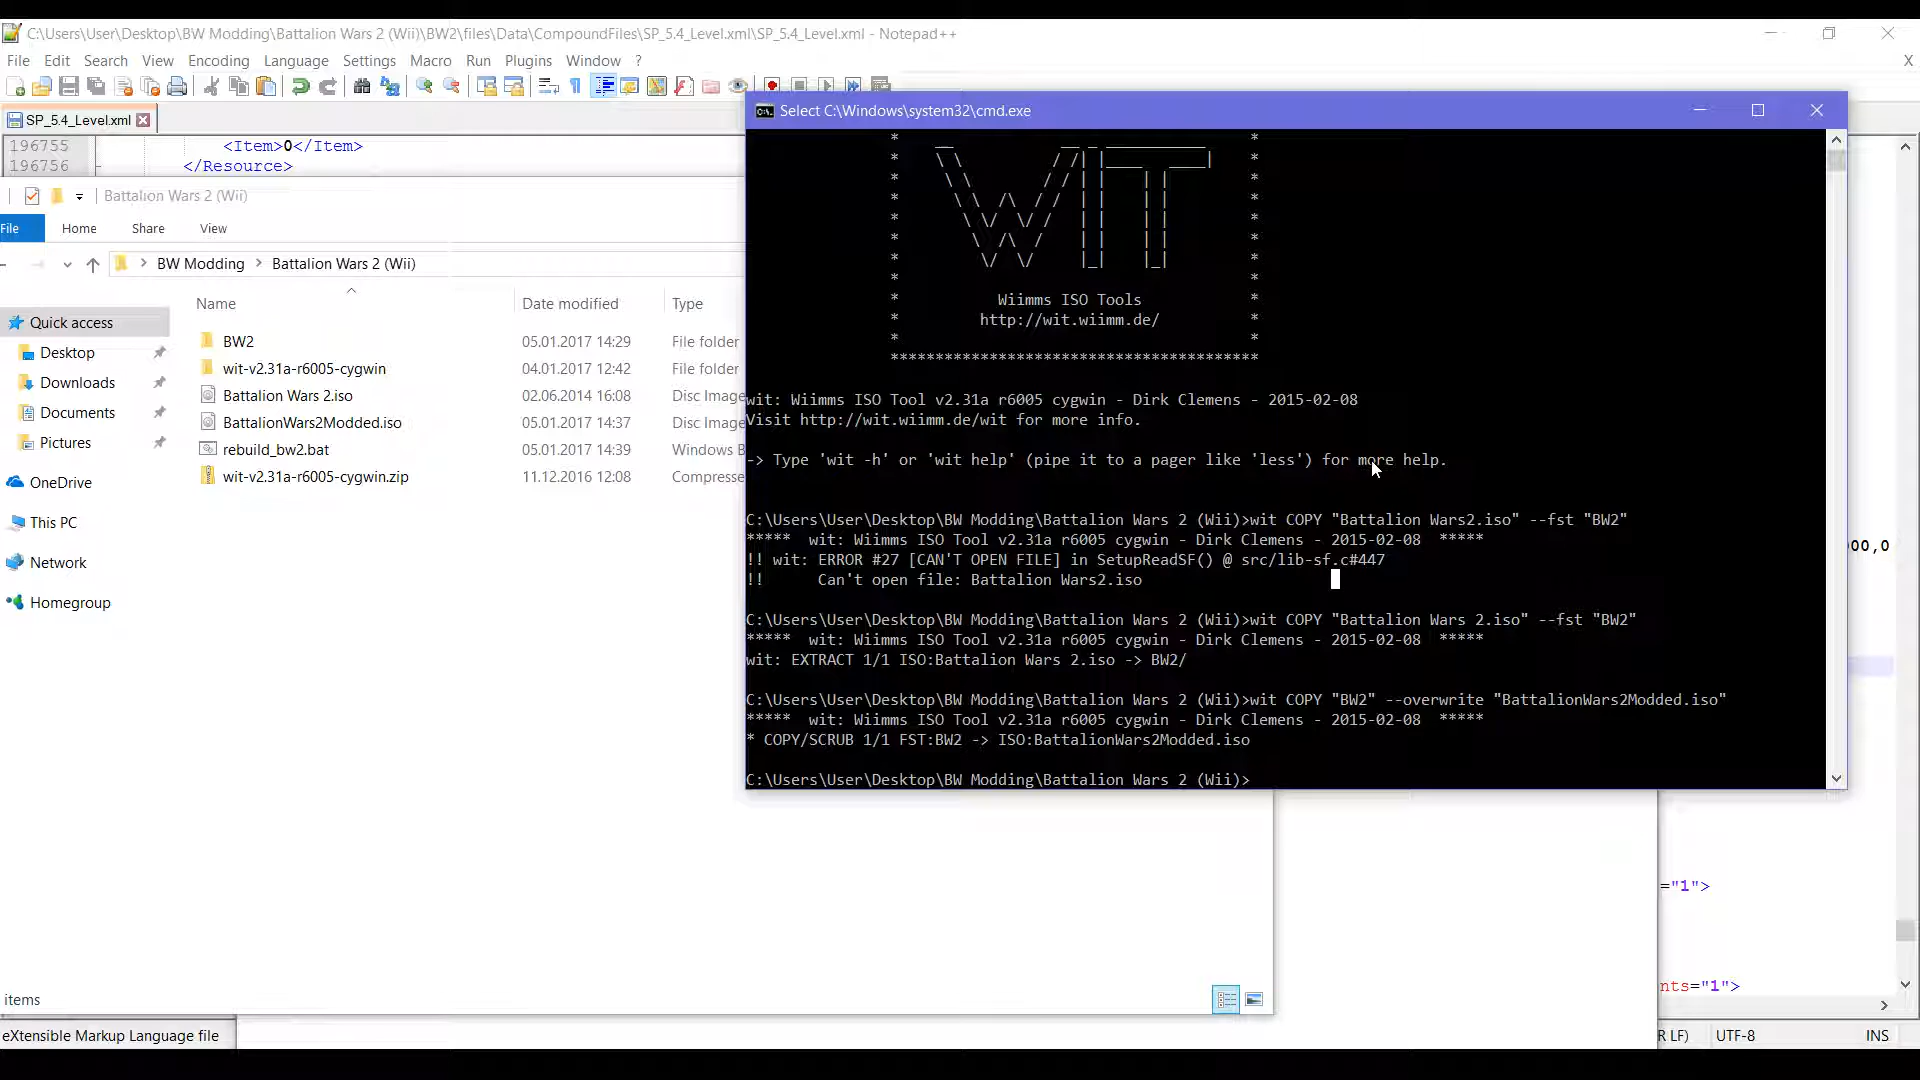 C:\Users\User\Desktop\BW Modding\Battalion Wars 2 (Wii)\BW2\files\Data\CompoundFiles\SP_5.4_Level.xml\SP_5.4_Level.xml - Notepad++
File Edit Search View Encoding Language Settings Macro Run Plugins Window ? X
SP_5.4_Level.xml
196755 <Item>0</Item>
196756 </Resource>
Battalion Wars 2 (Wii)
File Home Share View
BW Modding > Battalion Wars 2 (Wii)
Name Date modified Type
Quick access
Desktop
Downloads
Documents
Pictures
OneDrive
This PC
Network
Homegroup
BW2 05.01.2017 14:29 File folder
wit-v2.31a-r6005-cygwin 04.01.2017 12:42 File folder
Battalion Wars 2.iso 02.06.2014 16:08 Disc Image
BattalionWars2Modded.iso 05.01.2017 14:37 Disc Image
rebuild_bw2.bat 05.01.2017 14:39 Windows B
wit-v2.31a-r6005-cygwin.zip 11.12.2016 12:08 Compresse
items
Select C:\Windows\system32\cmd.exe
WIT
* Wiimms ISO Tools *
* http://wit.wiimm.de/ *
* *
*****************************************
wit: Wiimms ISO Tool v2.31a r6005 cygwin - Dirk Clemens - 2015-02-08
Visit http://wit.wiimm.de/wit for more info.
-> Type 'wit -h' or 'wit help' (pipe it to a pager like 'less') for more help.
C:\Users\User\Desktop\BW Modding\Battalion Wars 2 (Wii)>wit COPY "Battalion Wars2.iso" --fst "BW2"
***** wit: Wiimms ISO Tool v2.31a r6005 cygwin - Dirk Clemens - 2015-02-08 *****
!! wit: ERROR #27 [CAN'T OPEN FILE] in SetupReadSF() @ src/lib-sf.c#447
!! Can't open file: Battalion Wars2.iso
C:\Users\User\Desktop\BW Modding\Battalion Wars 2 (Wii)>wit COPY "Battalion Wars 2.iso" --fst "BW2"
***** wit: Wiimms ISO Tool v2.31a r6005 cygwin - Dirk Clemens - 2015-02-08 *****
wit: EXTRACT 1/1 ISO:Battalion Wars 2.iso -> BW2/
C:\Users\User\Desktop\BW Modding\Battalion Wars 2 (Wii)>wit COPY "BW2" --overwrite "BattalionWars2Modded.iso"
***** wit: Wiimms ISO Tool v2.31a r6005 cygwin - Dirk Clemens - 2015-02-08 *****
* COPY/SCRUB 1/1 FST:BW2 -> ISO:BattalionWars2Modded.iso
C:\Users\User\Desktop\BW Modding\Battalion Wars 2 (Wii)>
00,0
="1">
nts="1">
eXtensible Markup Language file R LF) UTF-8 INS